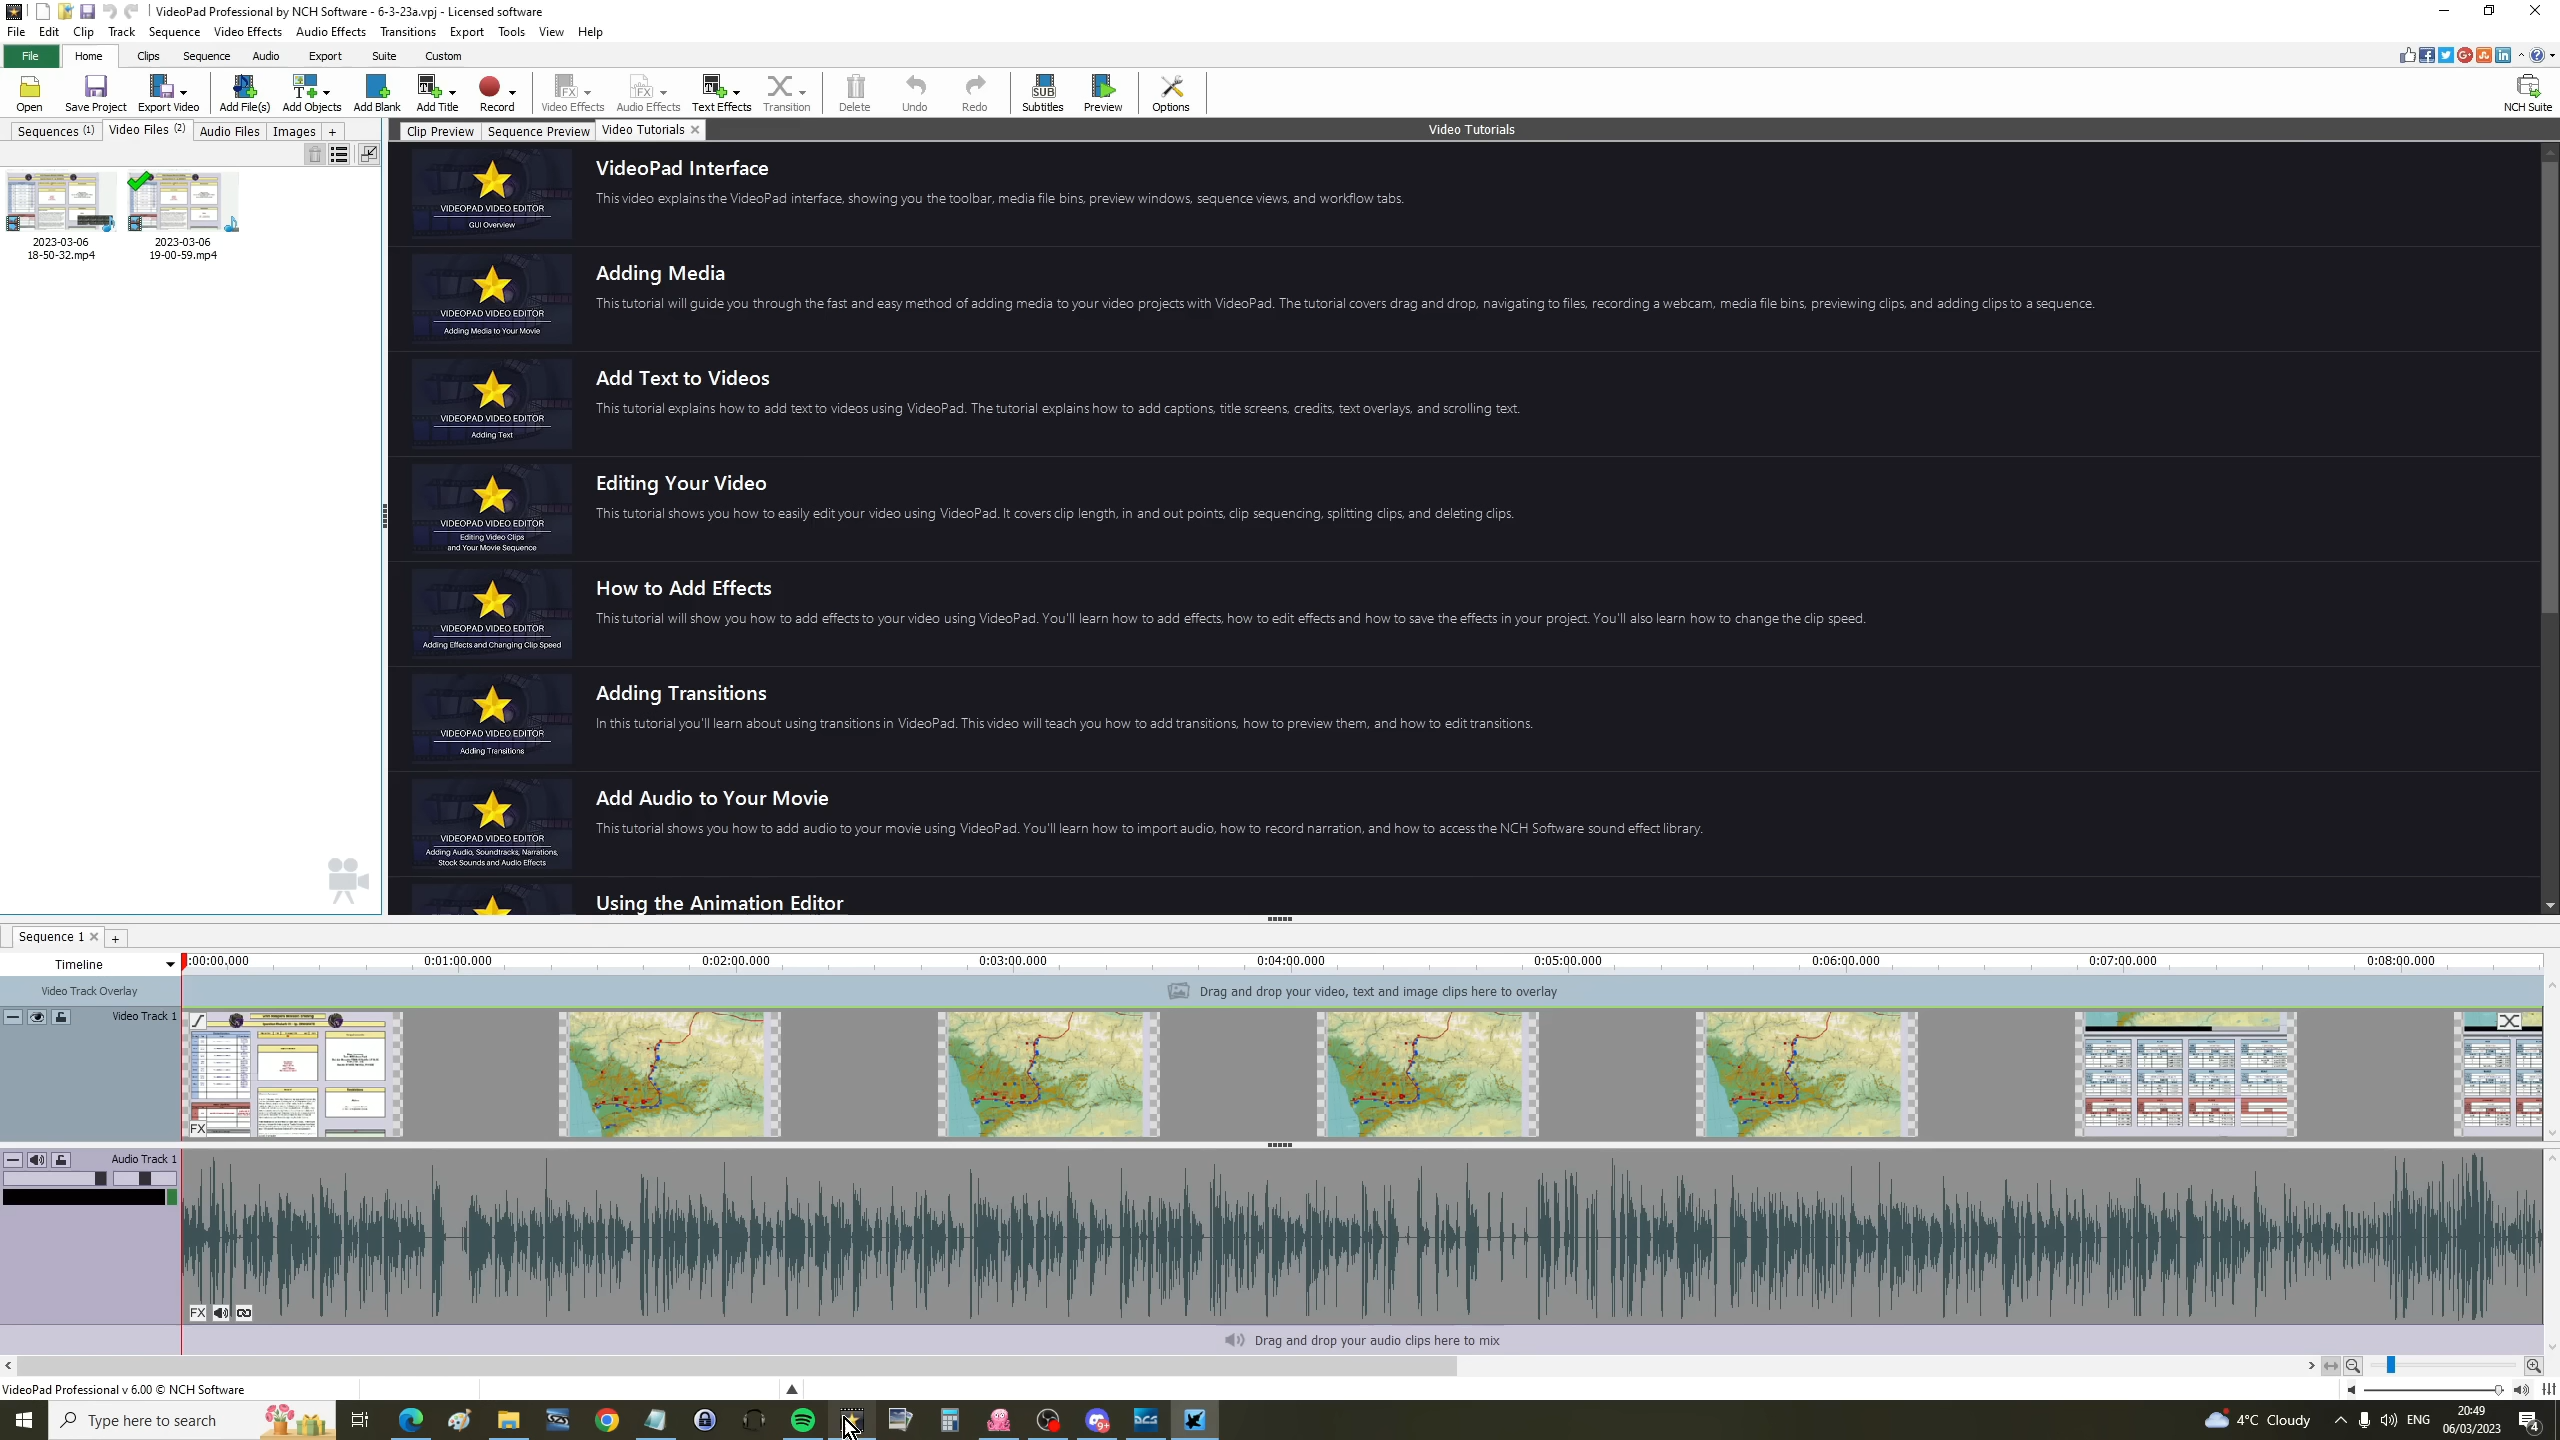 VideoPad Professional by NCH Software - 6-3-23a.vpj - Licensed software
File Edit Clip Track Sequence Video Effects Audio Effects Transitions Export Tools View Help
File Home Clips Sequence Audio Export Suite Custom
Open Save Project Export Video Add File(s) Add Objects Add Blank Add Title Record Video Effects Audio Effects Text Effects Transition Delete Undo Redo Subtitles Preview Options NCH Suite
Sequences (1) Video Files (2) Audio Files Images +
Clip Preview Sequence Preview Video Tutorials Video Tutorials
2023-03-06
18-50-32.mp4
2023-03-06
19-00-59.mp4
VIDEOPAD VIDEO EDITOR
GUI Overview
VideoPad Interface
This video explains the VideoPad interface, showing you the toolbar, media file bins, preview windows, sequence views, and workflow tabs.
VIDEOPAD VIDEO EDITOR
Adding Media to Your Movie
Adding Media
This tutorial will guide you through the fast and easy method of adding media to your video projects with VideoPad. The tutorial covers drag and drop, navigating to files, recording a webcam, media file bins, previewing clips, and adding clips to a sequence.
VIDEOPAD VIDEO EDITOR
Adding Text
Add Text to Videos
This tutorial explains how to add text to videos using VideoPad. The tutorial explains how to add captions, title screens, credits, text overlays, and scrolling text.
VIDEOPAD VIDEO EDITOR
Editing Video Clips
and Your Movie Sequence
Editing Your Video
This tutorial shows you how to easily edit your video using VideoPad. It covers clip length, in and out points, clip sequencing, splitting clips, and deleting clips.
VIDEOPAD VIDEO EDITOR
Adding Effects and Changing Clip Speed
How to Add Effects
This tutorial will show you how to add effects to your video using VideoPad. You'll learn how to add effects, how to edit effects and how to save the effects in your project. You'll also learn how to change the clip speed.
VIDEOPAD VIDEO EDITOR
Adding Transitions
Adding Transitions
In this tutorial you'll learn about using transitions in VideoPad. This video will teach you how to add transitions, how to preview them, and how to edit transitions.
VIDEOPAD VIDEO EDITOR
Adding Audio, Soundtracks, Narrations,
Stock Sounds and Audio Effects
Add Audio to Your Movie
This tutorial shows you how to add audio to your movie using VideoPad. You'll learn how to import audio, how to record narration, and how to access the NCH Software sound effect library.
Using the Animation Editor
Sequence 1 +
Timeline :00:00.000 0:01:00.000 0:02:00.000 0:03:00.000 0:04:00.000 0:05:00.000 0:06:00.000 0:07:00.000 0:08:00.000
Video Track Overlay Drag and drop your video, text and image clips here to overlay
Video Track 1
FX
Audio Track 1
FX
Drag and drop your audio clips here to mix
VideoPad Professional v 6.00 © NCH Software
Type here to search 9+ DCS 4°C Cloudy ENG 20:49
06/03/2023 4